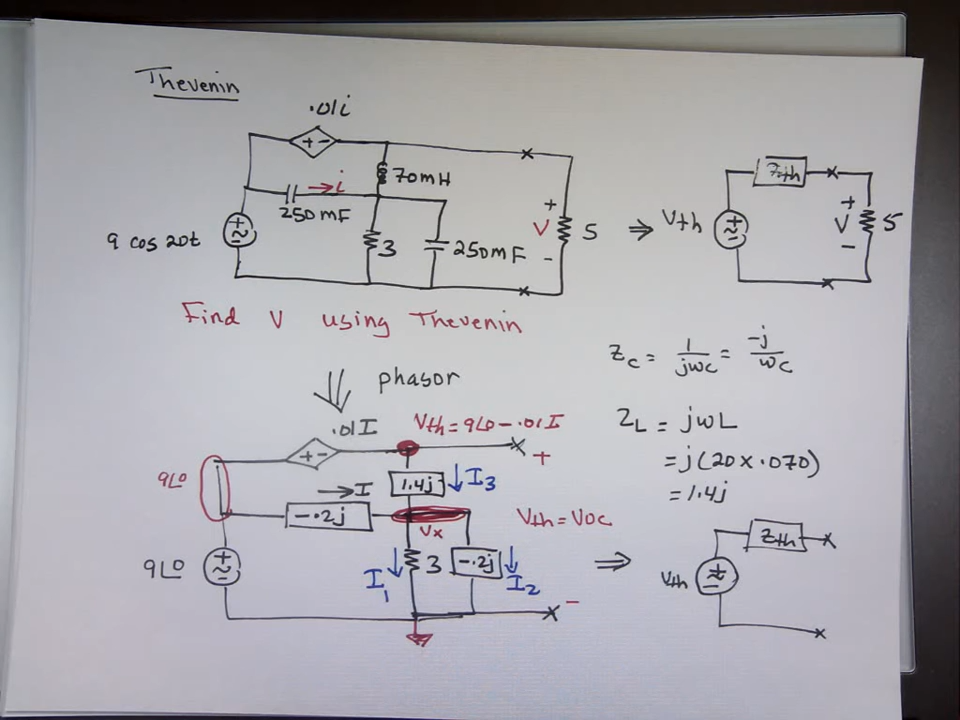 Thevenin
.01i
+ -
70mH
i
250mF
9 cos 20t
+
3
250mF
+
V
-
5
⇒
Vth
+
Zth
+
V
-
5
Find V using Thevenin
Zc = 1/jwc = -j/wc
phasor
.01I
Vth = 9∠0 - .01I
ZL = jwL
9∠0
+ -
+
= j(20 x .070)
I
1.4j
I3
= 1.4j
-.2j
Vx
Vth = Voc
Zth
9∠0
+
I1
3
-.2j
I2
⇒
Vth
+
-